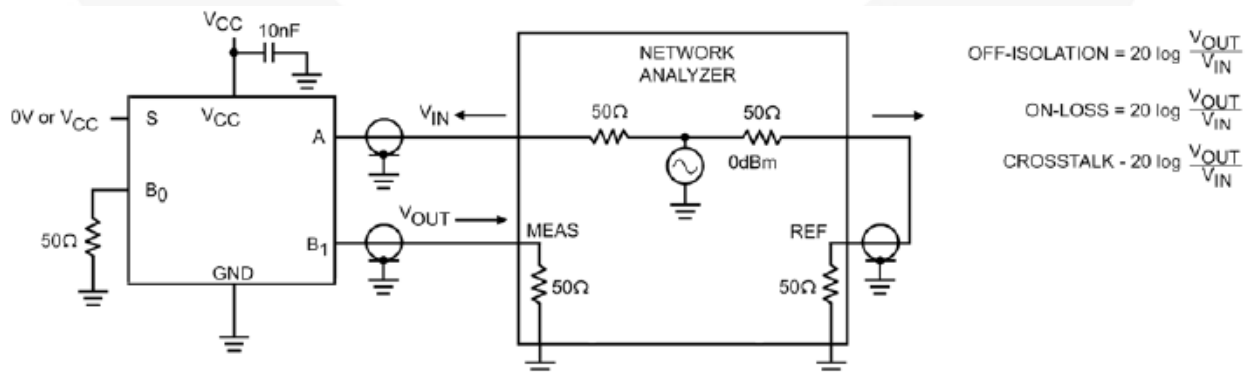 VCC
10nF
0V or VCC
S
VCC
A
B0
50Ω
B1
GND
VIN
VOUT
NETWORK
ANALYZER
50Ω
50Ω
0dBm
MEAS
REF
50Ω
50Ω
OFF-ISOLATION = 20 log VOUT/VIN
ON-LOSS = 20 log VOUT/VIN
CROSSTALK - 20 log VOUT/VIN